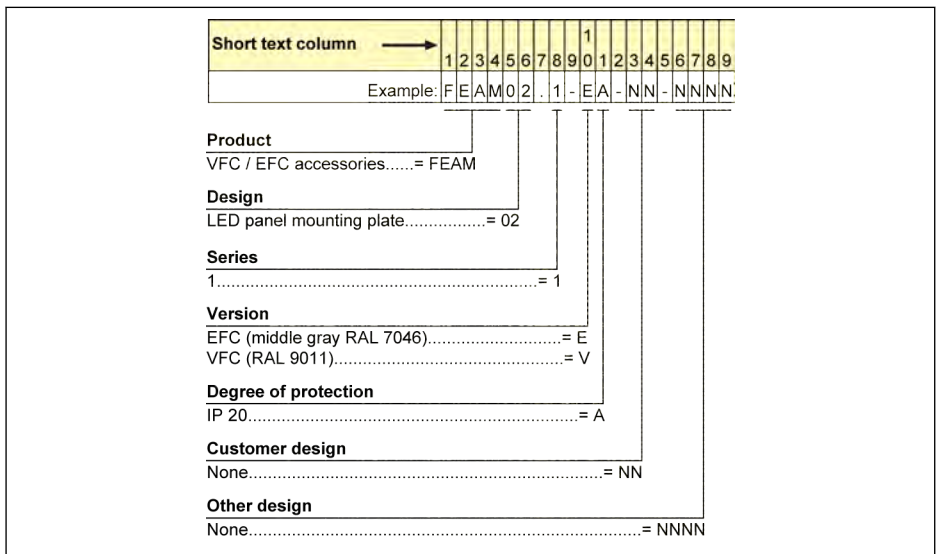 Short text column
1 2 3 4 5 6 7 8 9 1 0 1 2 3 4 5 6 7 8 9
Example: F E A M 0 2 . 1 - E A - N N - N N N N
Product
VFC / EFC accessories......= FEAM
Design
LED panel mounting plate.................= 02
Series
1....................................................................= 1
Version
EFC (middle gray RAL 7046)............................= E
VFC (RAL 9011)................................................= V
Degree of protection
IP 20.....................................................................= A
Customer design
None..........................................................................= NN
Other design
None..................................................................................= NNNN